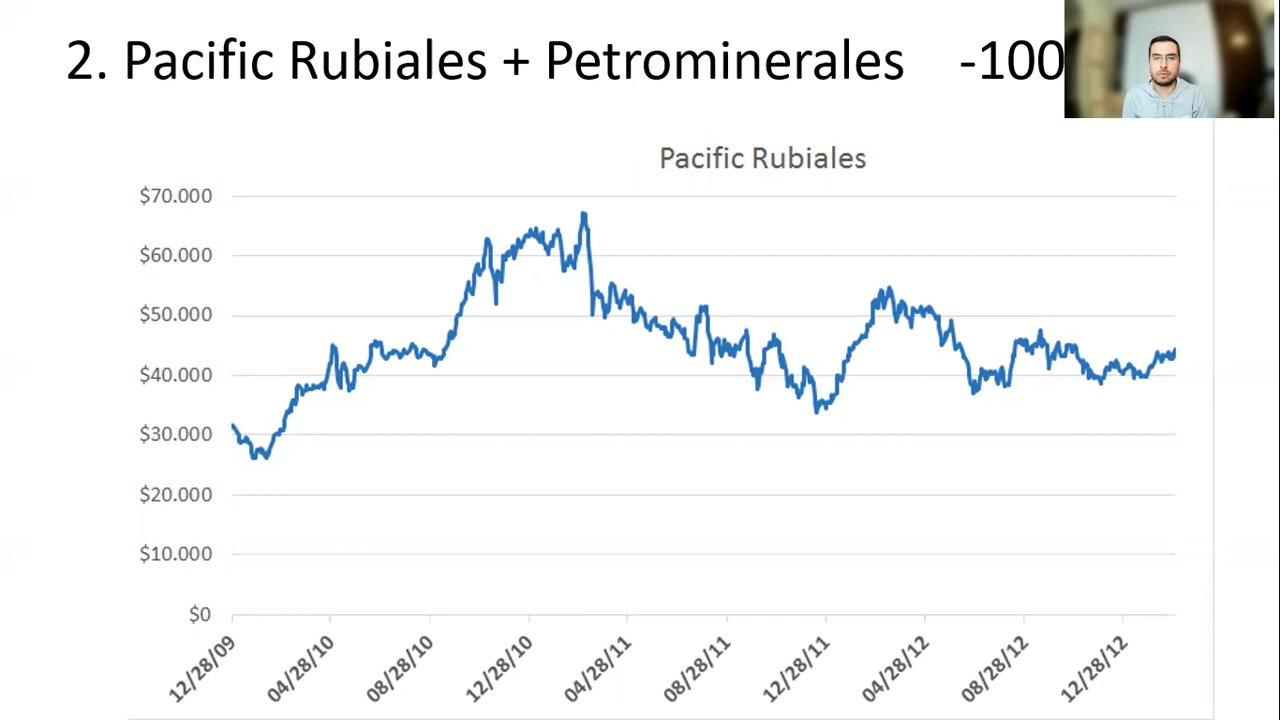 2. Pacific Rubiales + Petrominerales -100
Pacific Rubiales
$70.000
$60.000
$50.000
$40.000
$30.000
$20.000
$10.000
$0
12/28/09 04/28/10 08/28/10 12/28/10 04/28/11 08/28/11 12/28/11 04/28/12 08/28/12 12/28/12